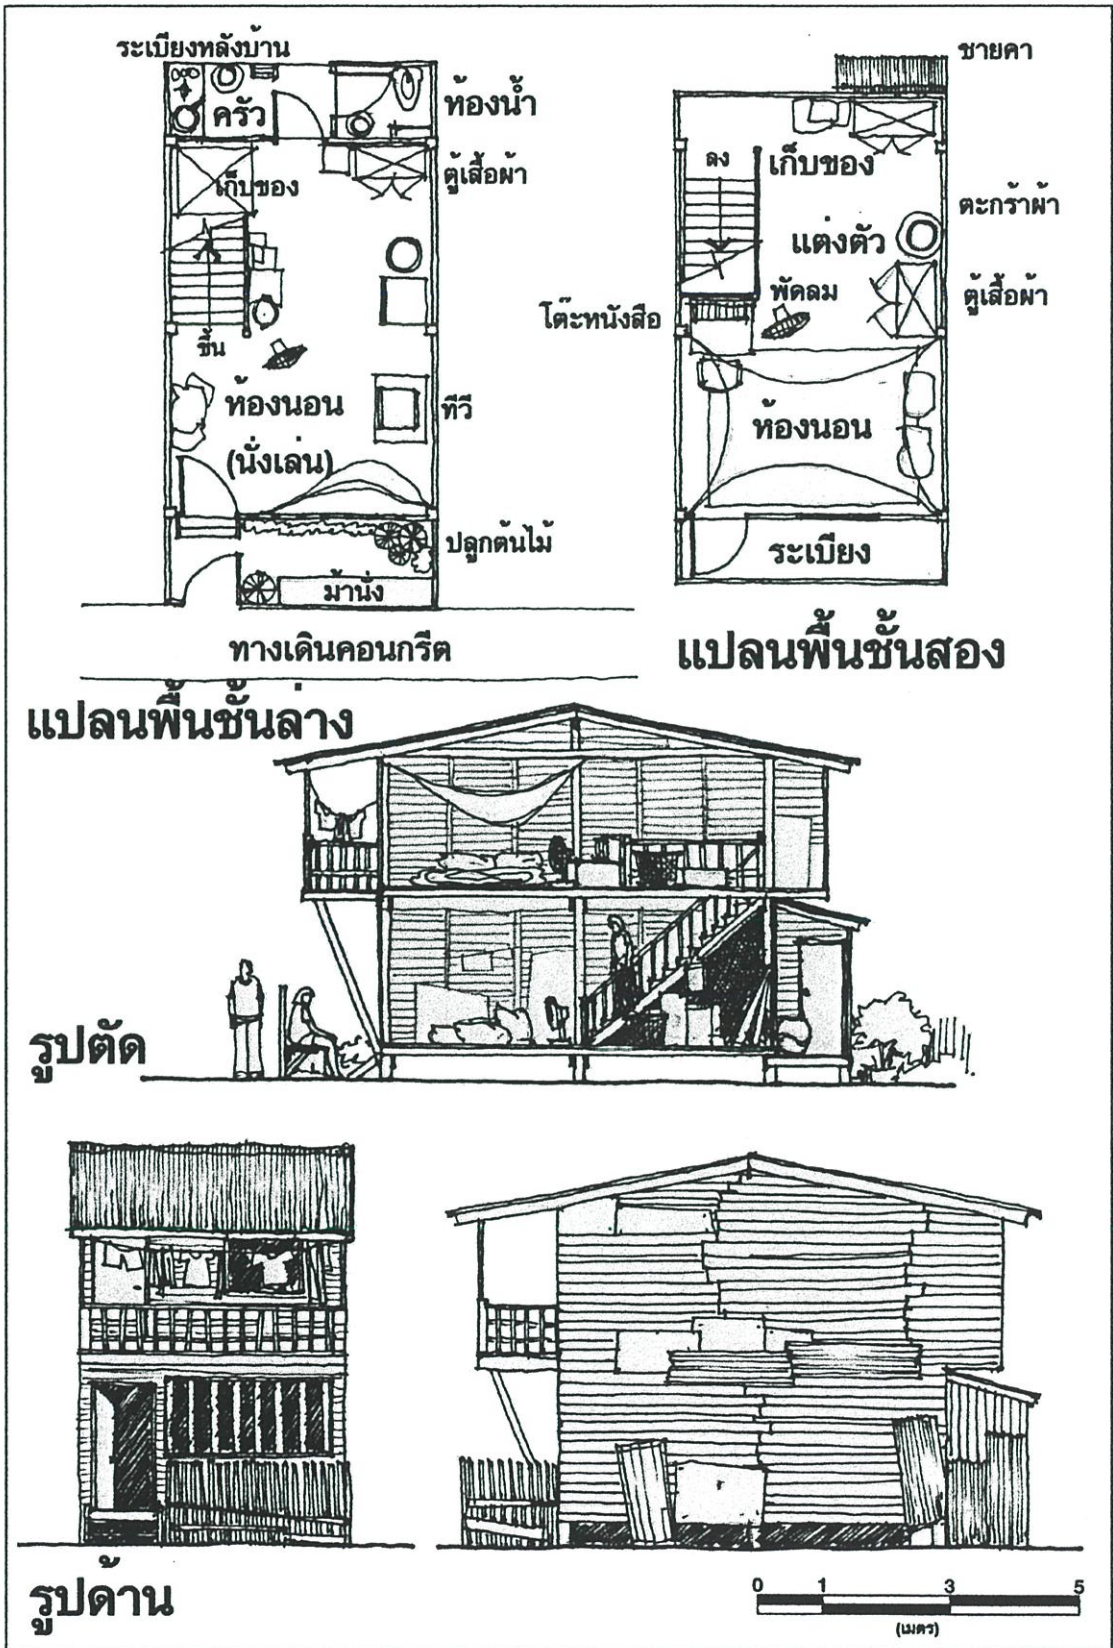 ระเบียงหลังบ้าน
ครัว
ห้องน้ำ
เก็บของ
ตู้เสื้อผ้า
ขึ้น
ห้องนอน
(นั่งเล่น)
ทีวี
ปลูกต้นไม้
ม้านั่ง
ทางเดินคอนกรีต
แปลนพื้นชั้นล่าง
ชายคา
ลง
เก็บของ
ตะกร้าผ้า
แต่งตัว
พัดลม
ตู้เสื้อผ้า
โต๊ะหนังสือ
ห้องนอน
ระเบียง
แปลนพื้นชั้นสอง
รูปตัด
รูปด้าน
0 1 3 5
(เมตร)